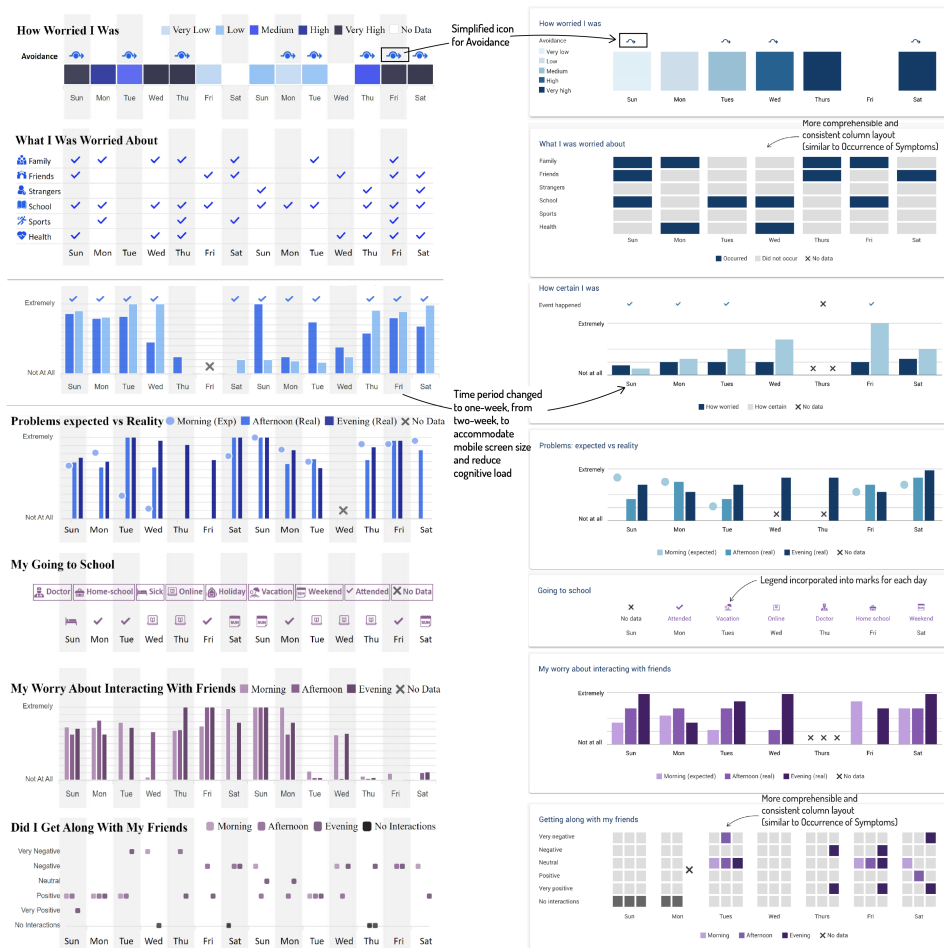 How Worried I Was
Very Low Low Medium High Very High No Data
Avoidance
Sun Mon Tue Wed Thu Fri Sat Sun Mon Tue Wed Thu Fri Sat
Simplified icon
for Avoidance
How worried I was
Avoidance
Very low
Low
Medium
High
Very high
Sun Mon Tues Wed Thurs Fri Sat
What I Was Worried About
Family
Friends
Strangers
School
Sports
Health
Sun Mon Tue Wed Thu Fri Sat Sun Mon Tue Wed Thu Fri Sat
More comprehensible and
consistent column layout
(similar to Occurrence of Symptoms)
What I was worried about
Family
Friends
Strangers
School
Sports
Health
Sun Mon Tues Wed Thurs Fri Sat
Occurred Did not occur No data
Extremely
Not At All
Sun Mon Tue Wed Thu Fri Sat Sun Mon Tue Wed Thu Fri Sat
How certain I was
Event happened
Extremely
Not at all
Sun Mon Tues Wed Thurs Fri Sat
How worried How certain No data
Time period changed
to one-week, from
two-week, to
accommodate
mobile screen size
and reduce
cognitive load
Problems expected vs Reality Morning (Exp) Afternoon (Real) Evening (Real) No Data
Extremely
Not At All
Sun Mon Tue Wed Thu Fri Sat Sun Mon Tue Wed Thu Fri Sat
Problems: expected vs reality
Extremely
Not at all
Sun Mon Tues Wed Thurs Fri Sat
Morning (expected) Afternoon (real) Evening (real) No data
My Going to School
Doctor Home-school Sick Online Holiday Vacation Weekend Attended No Data
SUN SUN SUN
Sun Mon Tue Wed Thu Fri Sat Sun Mon Tue Wed Thu Fri Sat
Legend incorporated into marks for each day
Going to school
No data Attended Vacation Online Doctor Home school Weekend
Sun Mon Tues Wed Thu Fri Sat
My Worry About Interacting With Friends Morning Afternoon Evening No Data
Extremely
Not At All
Sun Mon Tue Wed Thu Fri Sat Sun Mon Tue Wed Thu Fri Sat
My worry about interacting with friends
Extremely
Not at all
Sun Mon Tues Wed Thurs Fri Sat
Morning (expected) Afternoon (real) Evening (real) No data
Did I Get Along With My Friends Morning Afternoon Evening No Interactions
Very Negative
Negative
Neutral
Positive
Very Positive
No Interactions
Sun Mon Tue Wed Thu Fri Sat Sun Mon Tue Wed Thu Fri Sat
More comprehensible and
consistent column layout
(similar to Occurrence of Symptoms)
Getting along with my friends
Very negative
Negative
Neutral
Positive
Very positive
No interactions
Sun Mon Tues Wed Thurs Fri Sat
Morning Afternoon Evening No data